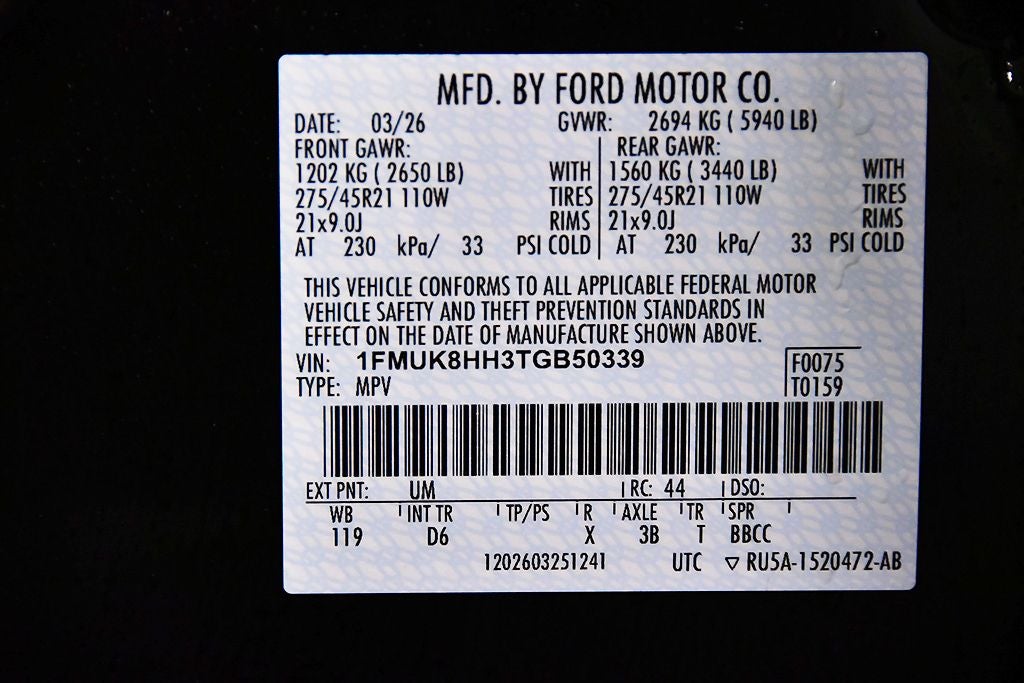 MFD. BY FORD MOTOR CO.
DATE: 03/26 GVWR: 2694 KG ( 5940 LB)
FRONT GAWR: REAR GAWR:
1202 KG ( 2650 LB) WITH 1560 KG ( 3440 LB) WITH
275/45R21 110W TIRES 275/45R21 110W TIRES
21x9.0J RIMS 21x9.0J RIMS
AT 230 kPa/ 33 PSI COLD AT 230 kPa/ 33 PSI COLD
THIS VEHICLE CONFORMS TO ALL APPLICABLE FEDERAL MOTOR
VEHICLE SAFETY AND THEFT PREVENTION STANDARDS IN
EFFECT ON THE DATE OF MANUFACTURE SHOWN ABOVE.
VIN: 1FMUK8HH3TGB50339 F0075
TYPE: MPV T0159
EXT PNT: UM RC: 44 DSO:
WB INT TR TP/PS R AXLE TR SPR
119 D6 X 3B T BBCC
1202603251241 UTC ▽ RU5A-1520472-AB